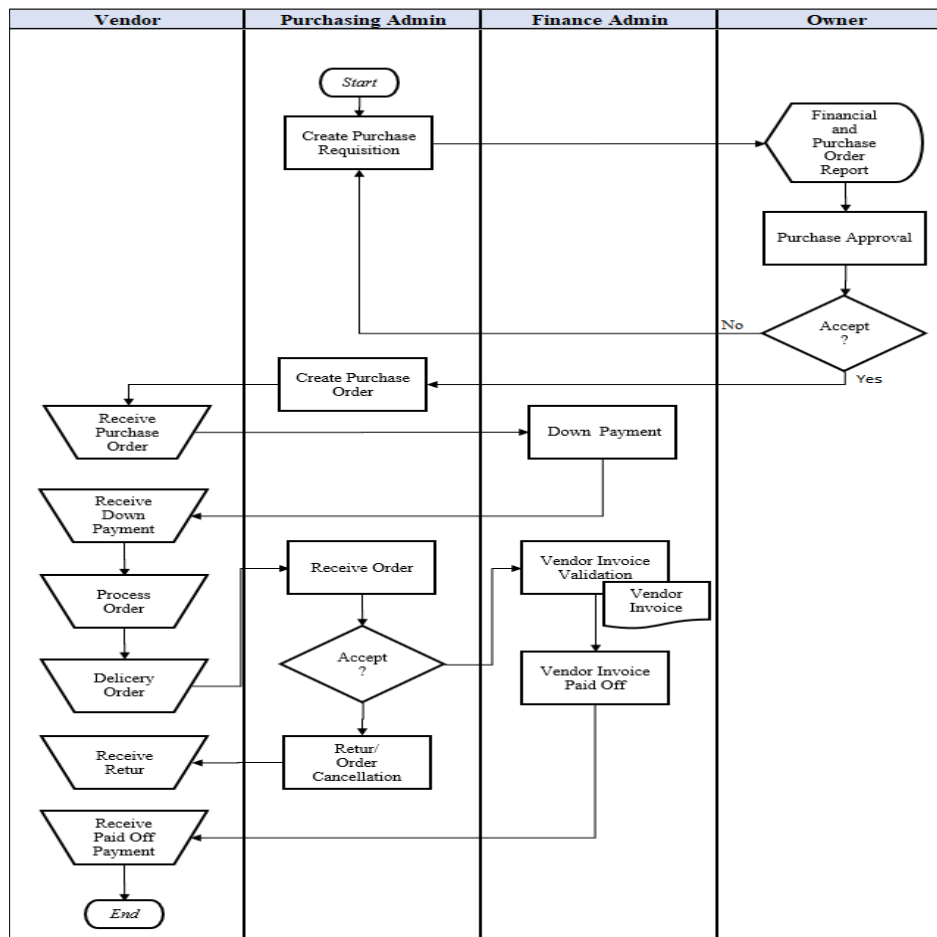 Vendor
Purchasing Admin
Finance Admin
Owner
Start
Create Purchase
Requisition
Financial
and
Purchase
Order
Report
Purchase Approval
Accept
?
No
Yes
Create Purchase
Order
Receive
Purchase
Order
Down Payment
Receive
Down
Payment
Receive Order
Vendor Invoice
Validation
Vendor
Invoice
Process
Order
Accept
?
Delicery
Order
Vendor Invoice
Paid Off
Retur/
Order
Cancellation
Receive
Retur
Receive
Paid Off
Payment
End